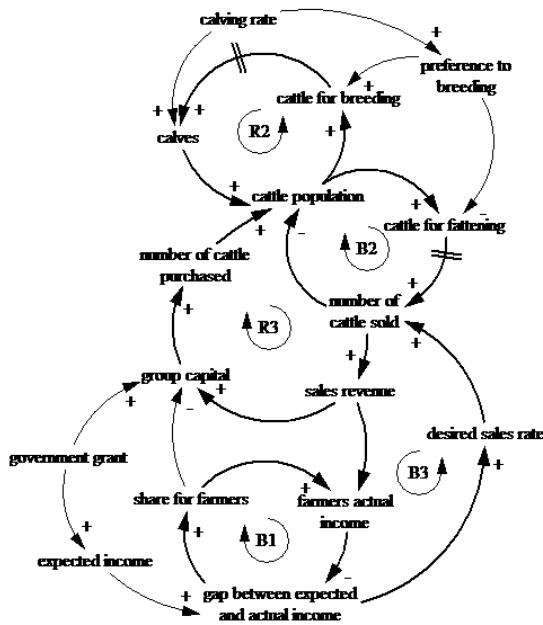 calving rate
+
preference to
breeding
cattle for breeding
+
+
+
R2
calves
+
+
cattle population
+
+
-
+
-
cattle for fattening
B2
number of cattle
purchased
+
+
number of
cattle sold
+
R3
+
group capital
+
+
-
sales revenue
desired sales rate
+
government grant
B3
share for farmers
+
+
farmers actual
income
B1
+
-
expected income
+
gap between expected
and actual income